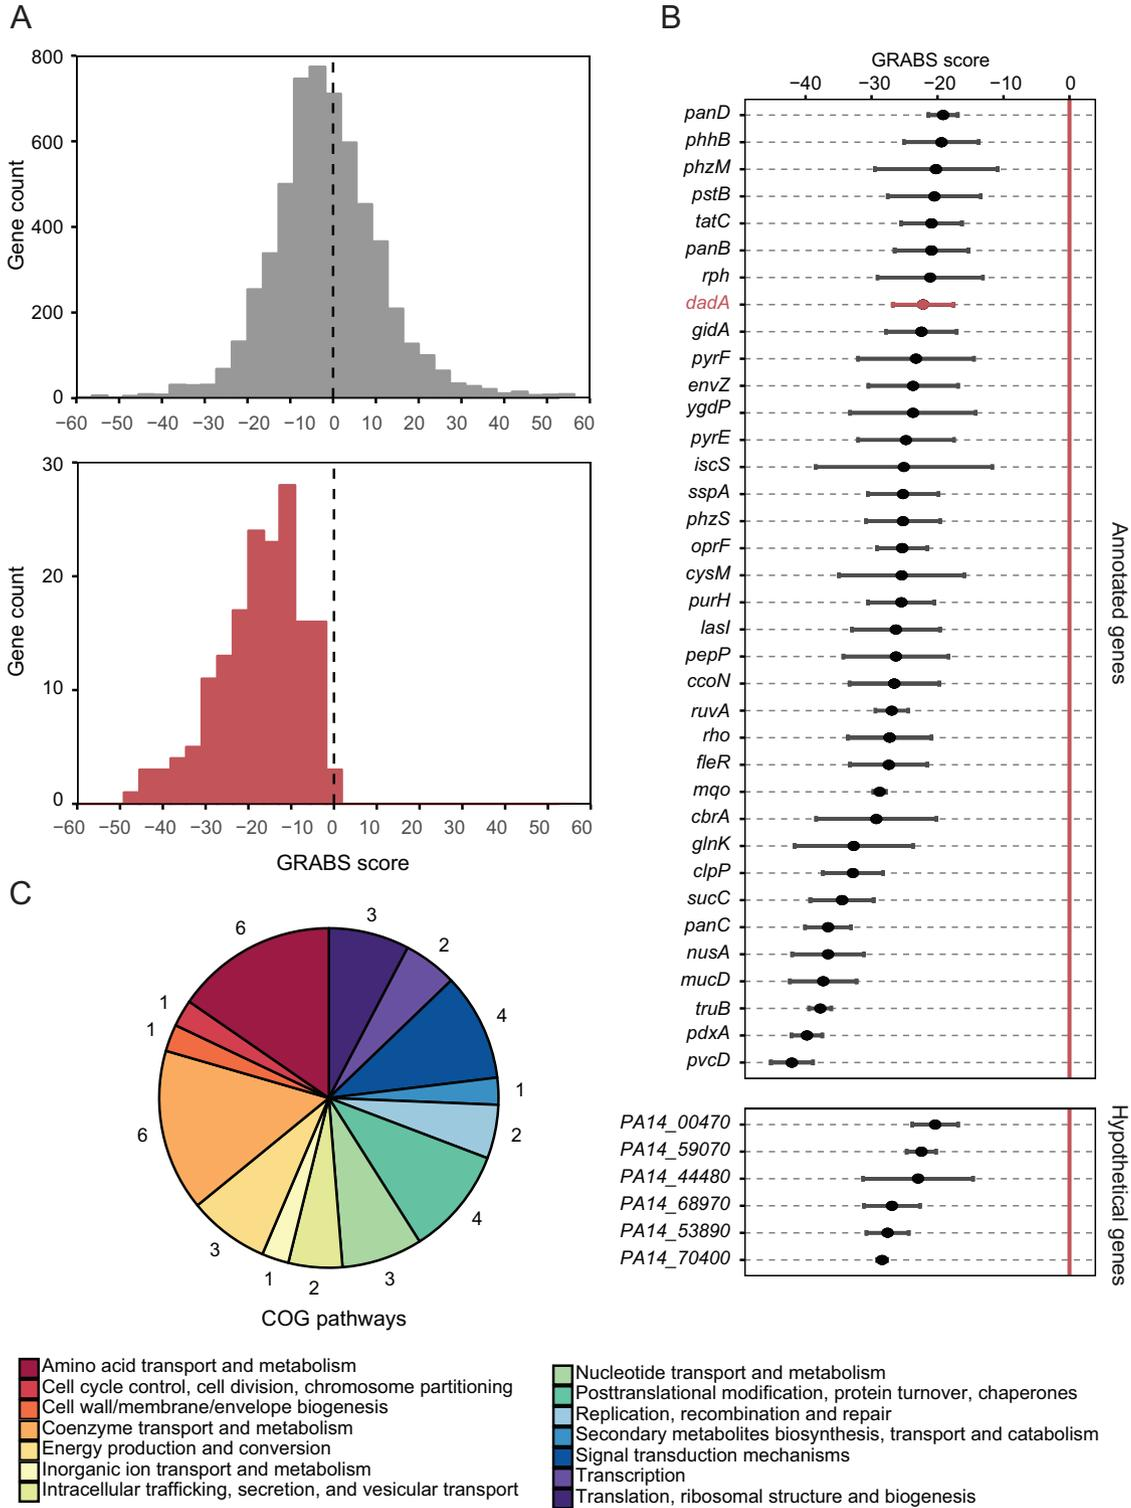 A
800
600
400
200
0
Gene count
−60 −50 −40 −30 −20 −10 0 10 20 30 40 50 60
30
20
10
0
Gene count
−60 −50 −40 −30 −20 −10 0 10 20 30 40 50 60
GRABS score
B
GRABS score
−40 −30 −20 −10 0
panD
phhB
phzM
pstB
tatC
panB
rph
dadA
gidA
pyrF
envZ
ygdP
pyrE
iscS
sspA
phzS
oprF
cysM
purH
lasI
pepP
ccoN
ruvA
rho
fleR
mqo
cbrA
glnK
clpP
sucC
panC
nusA
mucD
truB
pdxA
pvcD
Annotated genes
PA14_00470
PA14_59070
PA14_44480
PA14_68970
PA14_53890
PA14_70400
Hypothetical genes
C
3
2
4
1
2
4
3
2
1
3
6
1
1
6
COG pathways
Amino acid transport and metabolism
Cell cycle control, cell division, chromosome partitioning
Cell wall/membrane/envelope biogenesis
Coenzyme transport and metabolism
Energy production and conversion
Inorganic ion transport and metabolism
Intracellular trafficking, secretion, and vesicular transport
Nucleotide transport and metabolism
Posttranslational modification, protein turnover, chaperones
Replication, recombination and repair
Secondary metabolites biosynthesis, transport and catabolism
Signal transduction mechanisms
Transcription
Translation, ribosomal structure and biogenesis